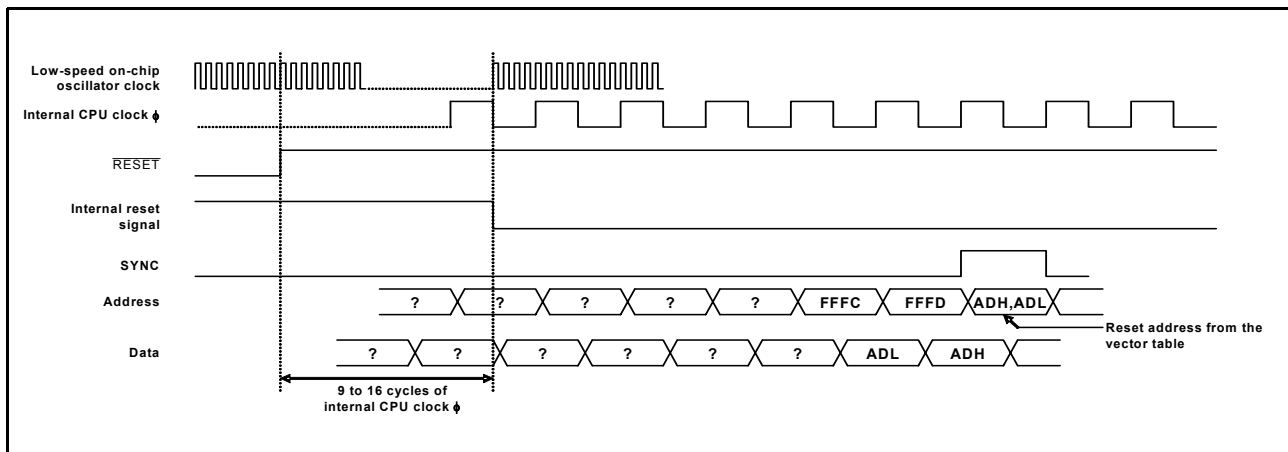 Low-speed on-chip
oscillator clock
Internal CPU clock ϕ
RESET
Internal reset
signal
SYNC
Address
? ? ? ? ? FFFC FFFD ADH,ADL
Reset address from the
vector table
Data
? ? ? ? ? ? ADL ADH
9 to 16 cycles of
internal CPU clock ϕ